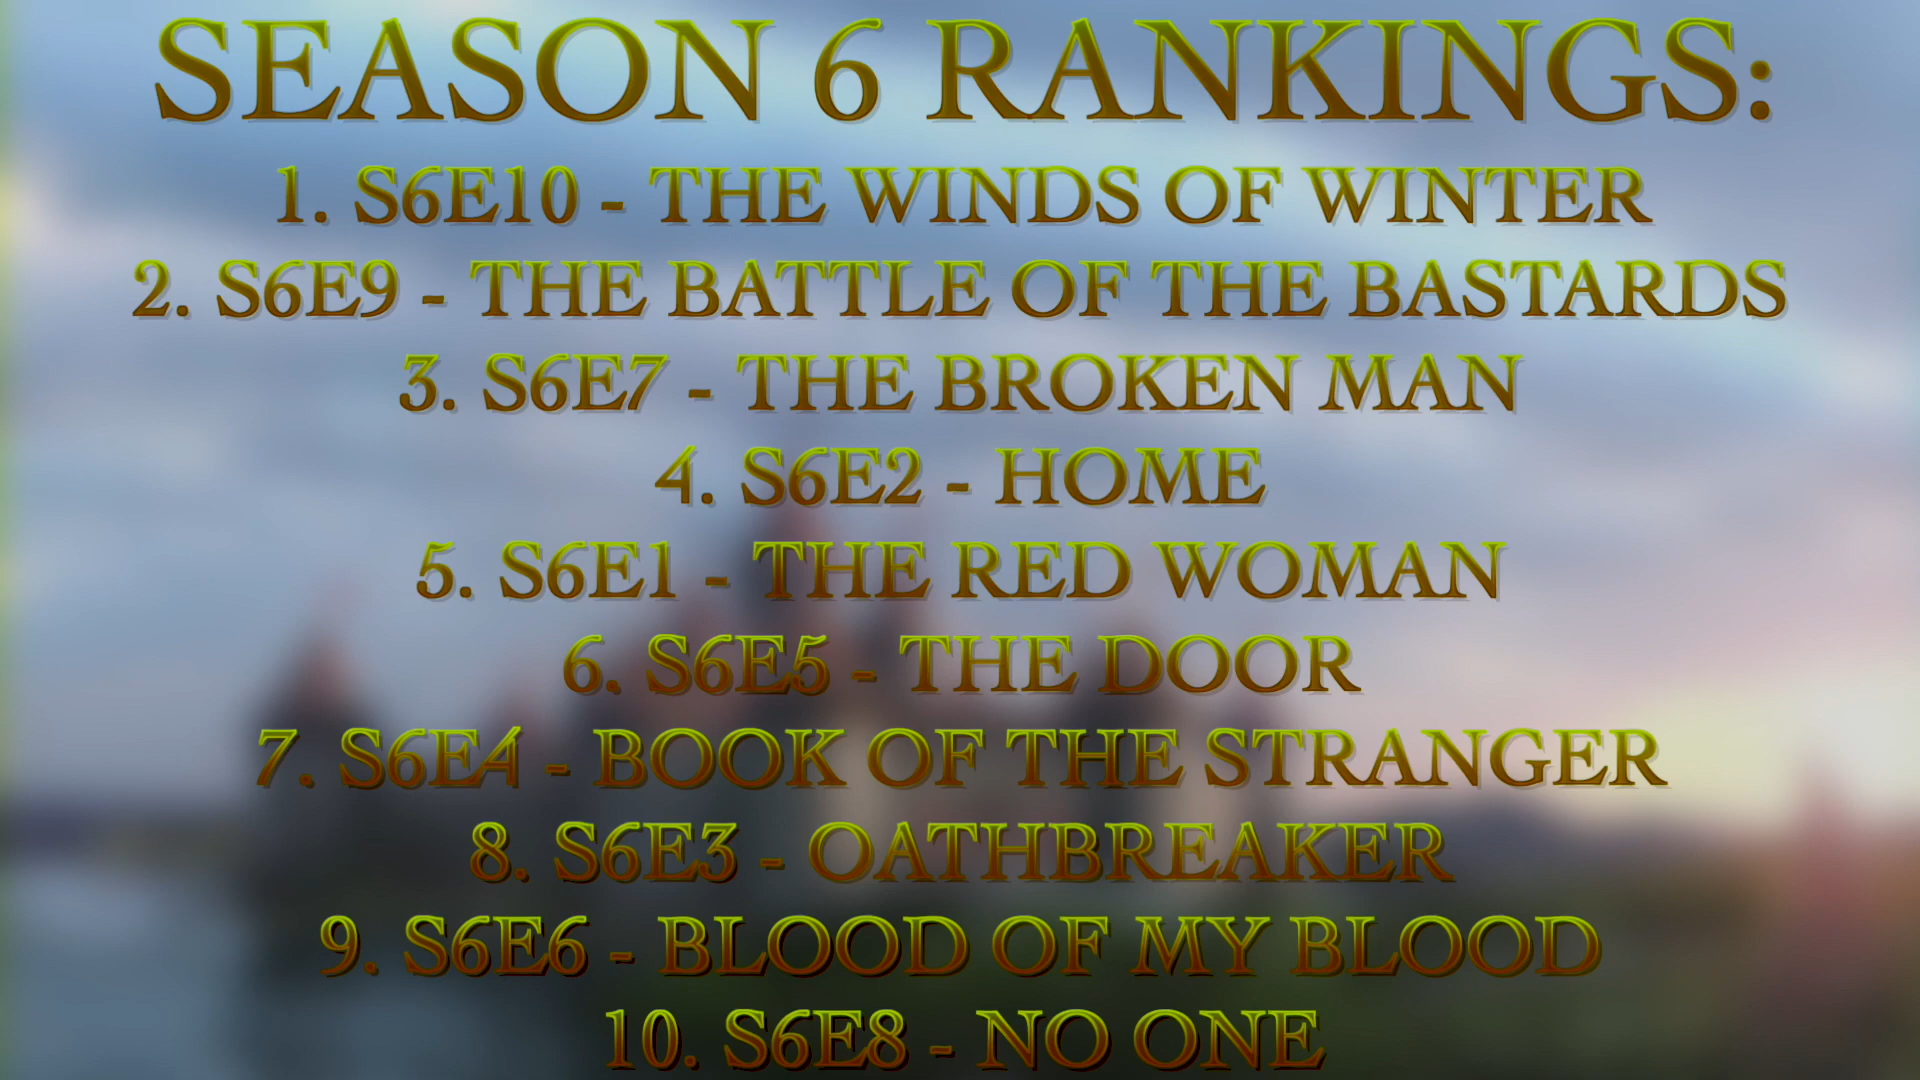 SEASON 6 RANKINGS:
1. S6E10 - THE WINDS OF WINTER
2. S6E9 - THE BATTLE OF THE BASTARDS
3. S6E7 - THE BROKEN MAN
4. S6E2 - HOME
5. S6E1 - THE RED WOMAN
6. S6E5 - THE DOOR
7. S6E4 - BOOK OF THE STRANGER
8. S6E3 - OATHBREAKER
9. S6E6 - BLOOD OF MY BLOOD
10. S6E8 - NO ONE